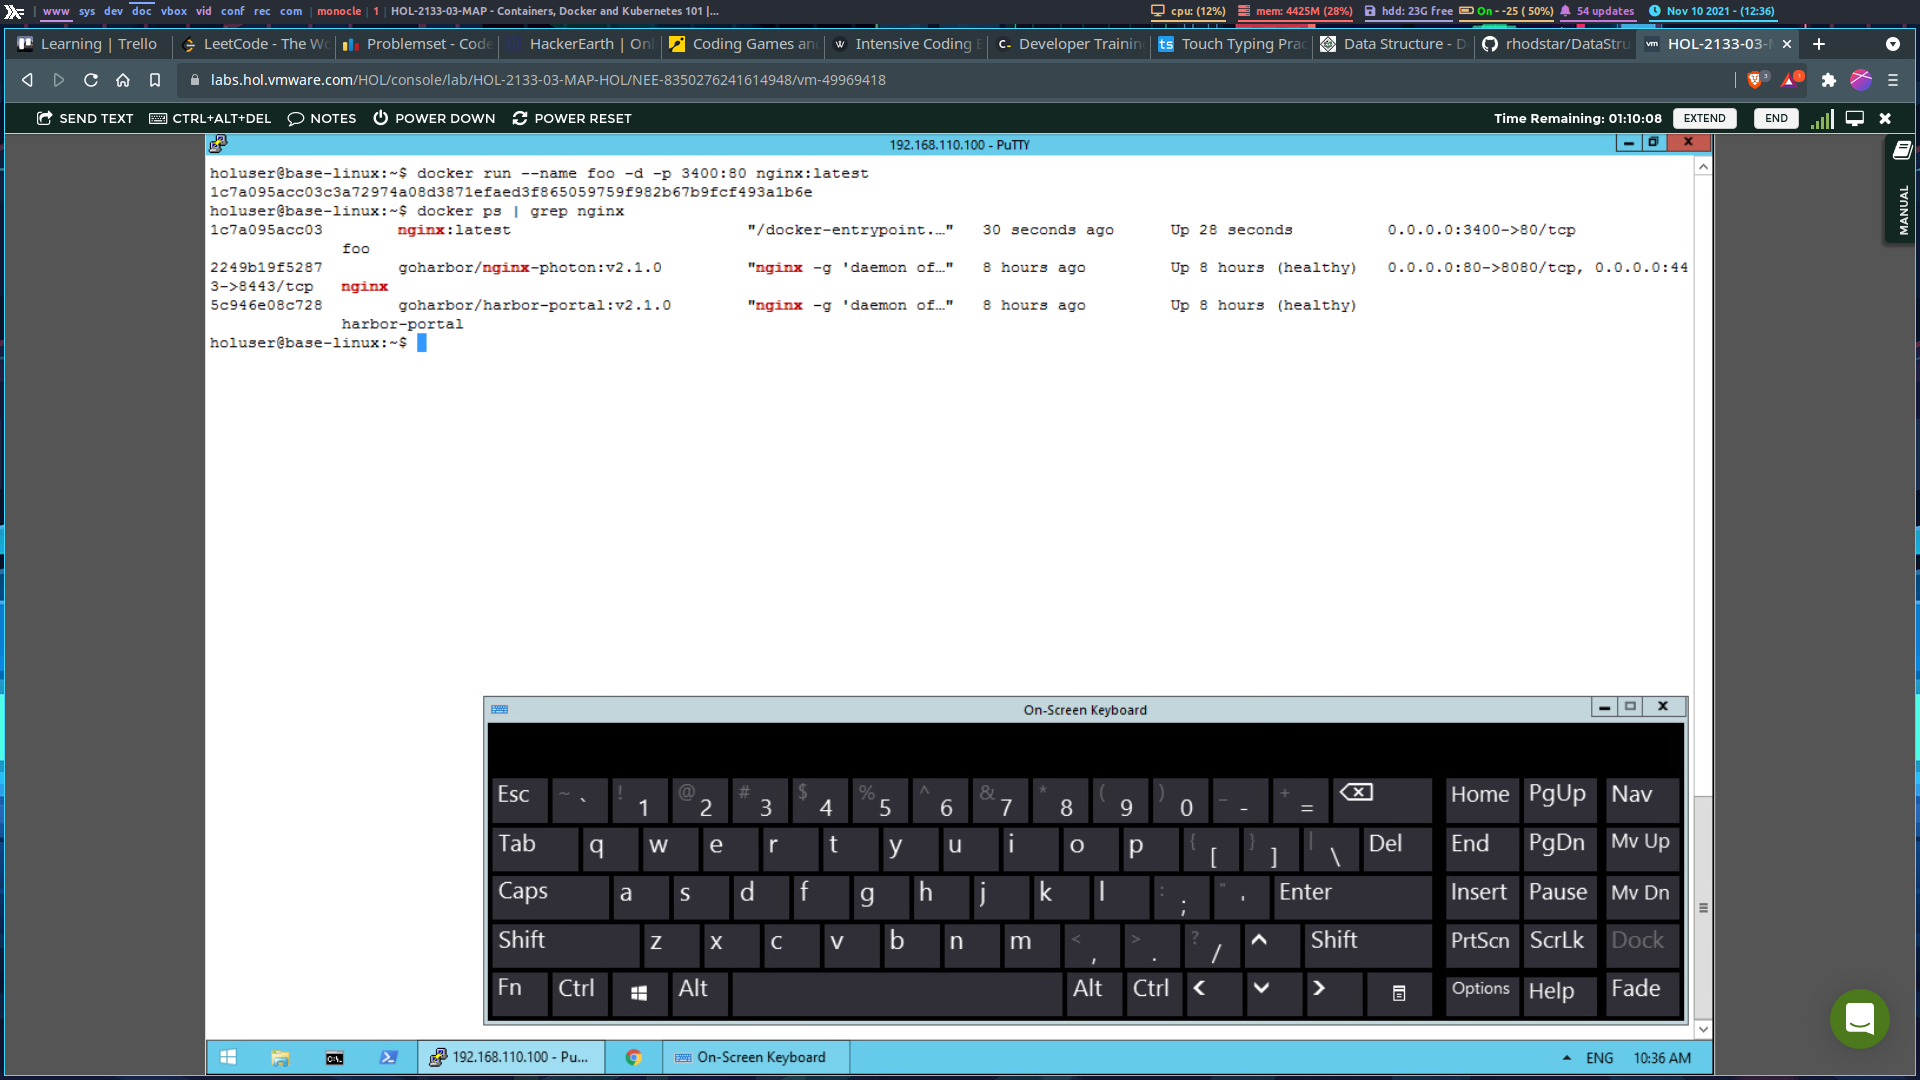 www sys dev doc vbox vid conf rec com | monocle | 1 | HOL-2133-03-MAP - Containers, Docker and Kubernetes 101 |... cpu: (12%) mem: 4425M (28%) hdd: 23G free On - -25 ( 50%) 54 updates Nov 10 2021 - (12:36)
Learning | Trello LeetCode - The W Problemset - Code HackerEarth | Onl Coding Games an Intensive Coding Developer Training Touch Typing Prac Data Structure - D rhodstar/DataStru HOL-2133-03-
labs.hol.vmware.com/HOL/console/lab/HOL-2133-03-MAP-HOL/NEE-8350276241614948/vm-49969418
SEND TEXT CTRL+ALT+DEL NOTES POWER DOWN POWER RESET Time Remaining: 01:10:08 EXTEND END
192.168.110.100 - PuTTY
MANUAL
holuser@base-linux:~$ docker run --name foo -d -p 3400:80 nginx:latest
1c7a095acc03c3a72974a08d3871efaed3f865059759f982b67b9fcf493a1b6e
holuser@base-linux:~$ docker ps | grep nginx
1c7a095acc03 nginx:latest "/docker-entrypoint.…" 30 seconds ago Up 28 seconds 0.0.0.0:3400->80/tcp
foo
2249b19f5287 goharbor/nginx-photon:v2.1.0 "nginx -g 'daemon of…" 8 hours ago Up 8 hours (healthy) 0.0.0.0:80->8080/tcp, 0.0.0.0:44
3->8443/tcp nginx
5c946e08c728 goharbor/harbor-portal:v2.1.0 "nginx -g 'daemon of…" 8 hours ago Up 8 hours (healthy)
harbor-portal
holuser@base-linux:~$
On-Screen Keyboard
Esc ~ ` ! 1 @ 2 # 3 $ 4 % 5 ^ 6 & 7 * 8 ( 9 ) 0 _ - + = Home PgUp Nav
Tab q w e r t y u i o p { [ } ] | \ Del End PgDn Mv Up
Caps a s d f g h j k l : ; " ' Enter Insert Pause Mv Dn
Shift z x c v b n m < , > . ? / Shift PrtScn ScrLk Dock
Fn Ctrl Alt Alt Ctrl Options Help Fade
192.168.110.100 - Pu... On-Screen Keyboard ENG 10:36 AM